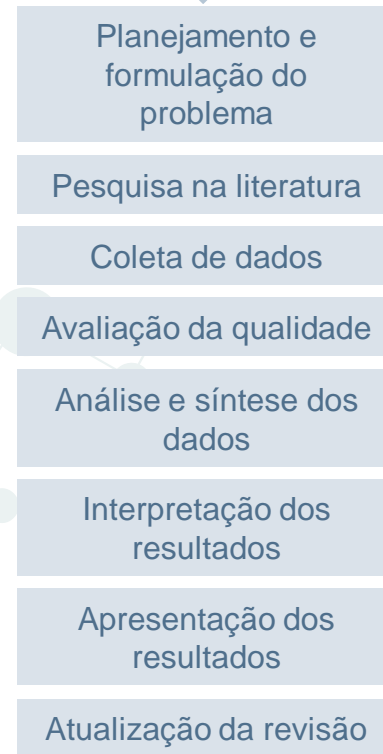 Planejamento e
formulação do
problema
Pesquisa na literatura
Coleta de dados
Avaliação da qualidade
Análise e síntese dos
dados
Interpretação dos
resultados
Apresentação dos
resultados
Atualização da revisão